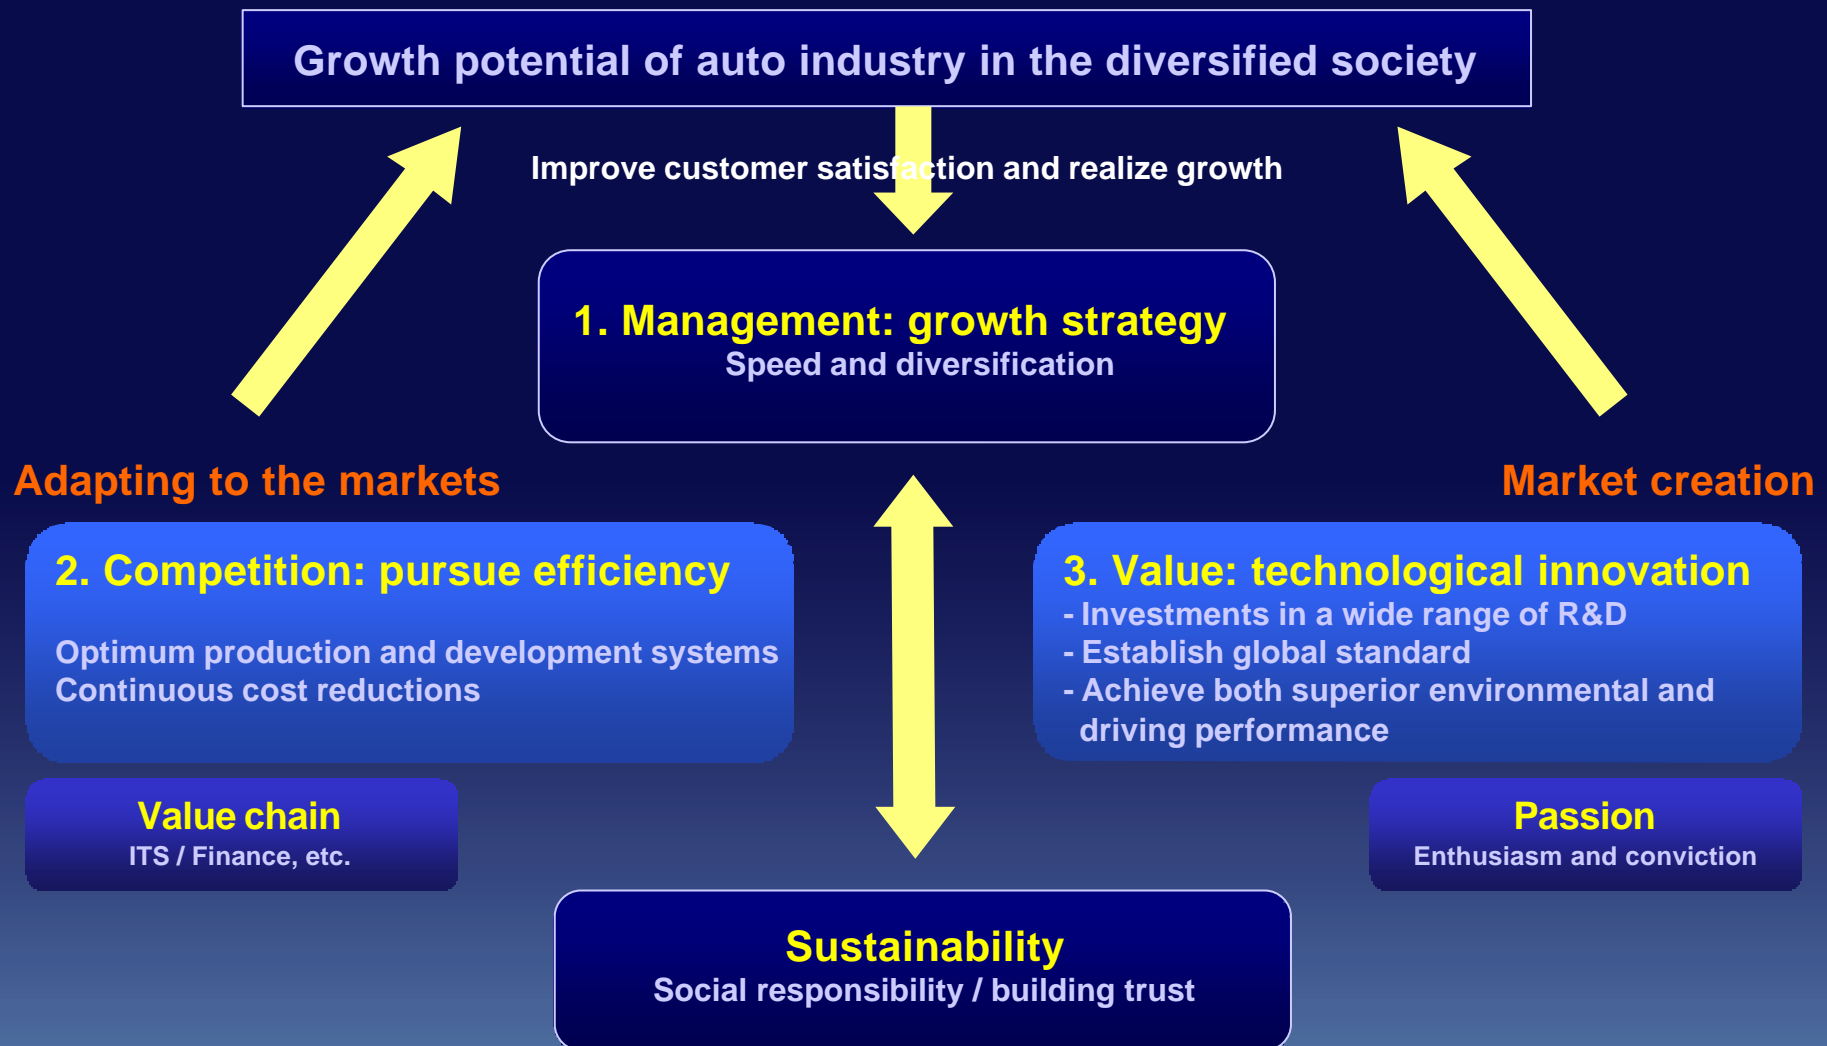 Growth potential of auto industry in the diversified society
Improve customer satisfaction and realize growth
1. Management: growth strategy
Speed and diversification
Adapting to the markets
2. Competition: pursue efficiency
Optimum production and development systems
Continuous cost reductions
Value chain
ITS / Finance, etc.
Market creation
3. Value: technological innovation
- Investments in a wide range of R&D
- Establish global standard
- Achieve both superior environmental and
driving performance
Passion
Enthusiasm and conviction
Sustainability
Social responsibility / building trust